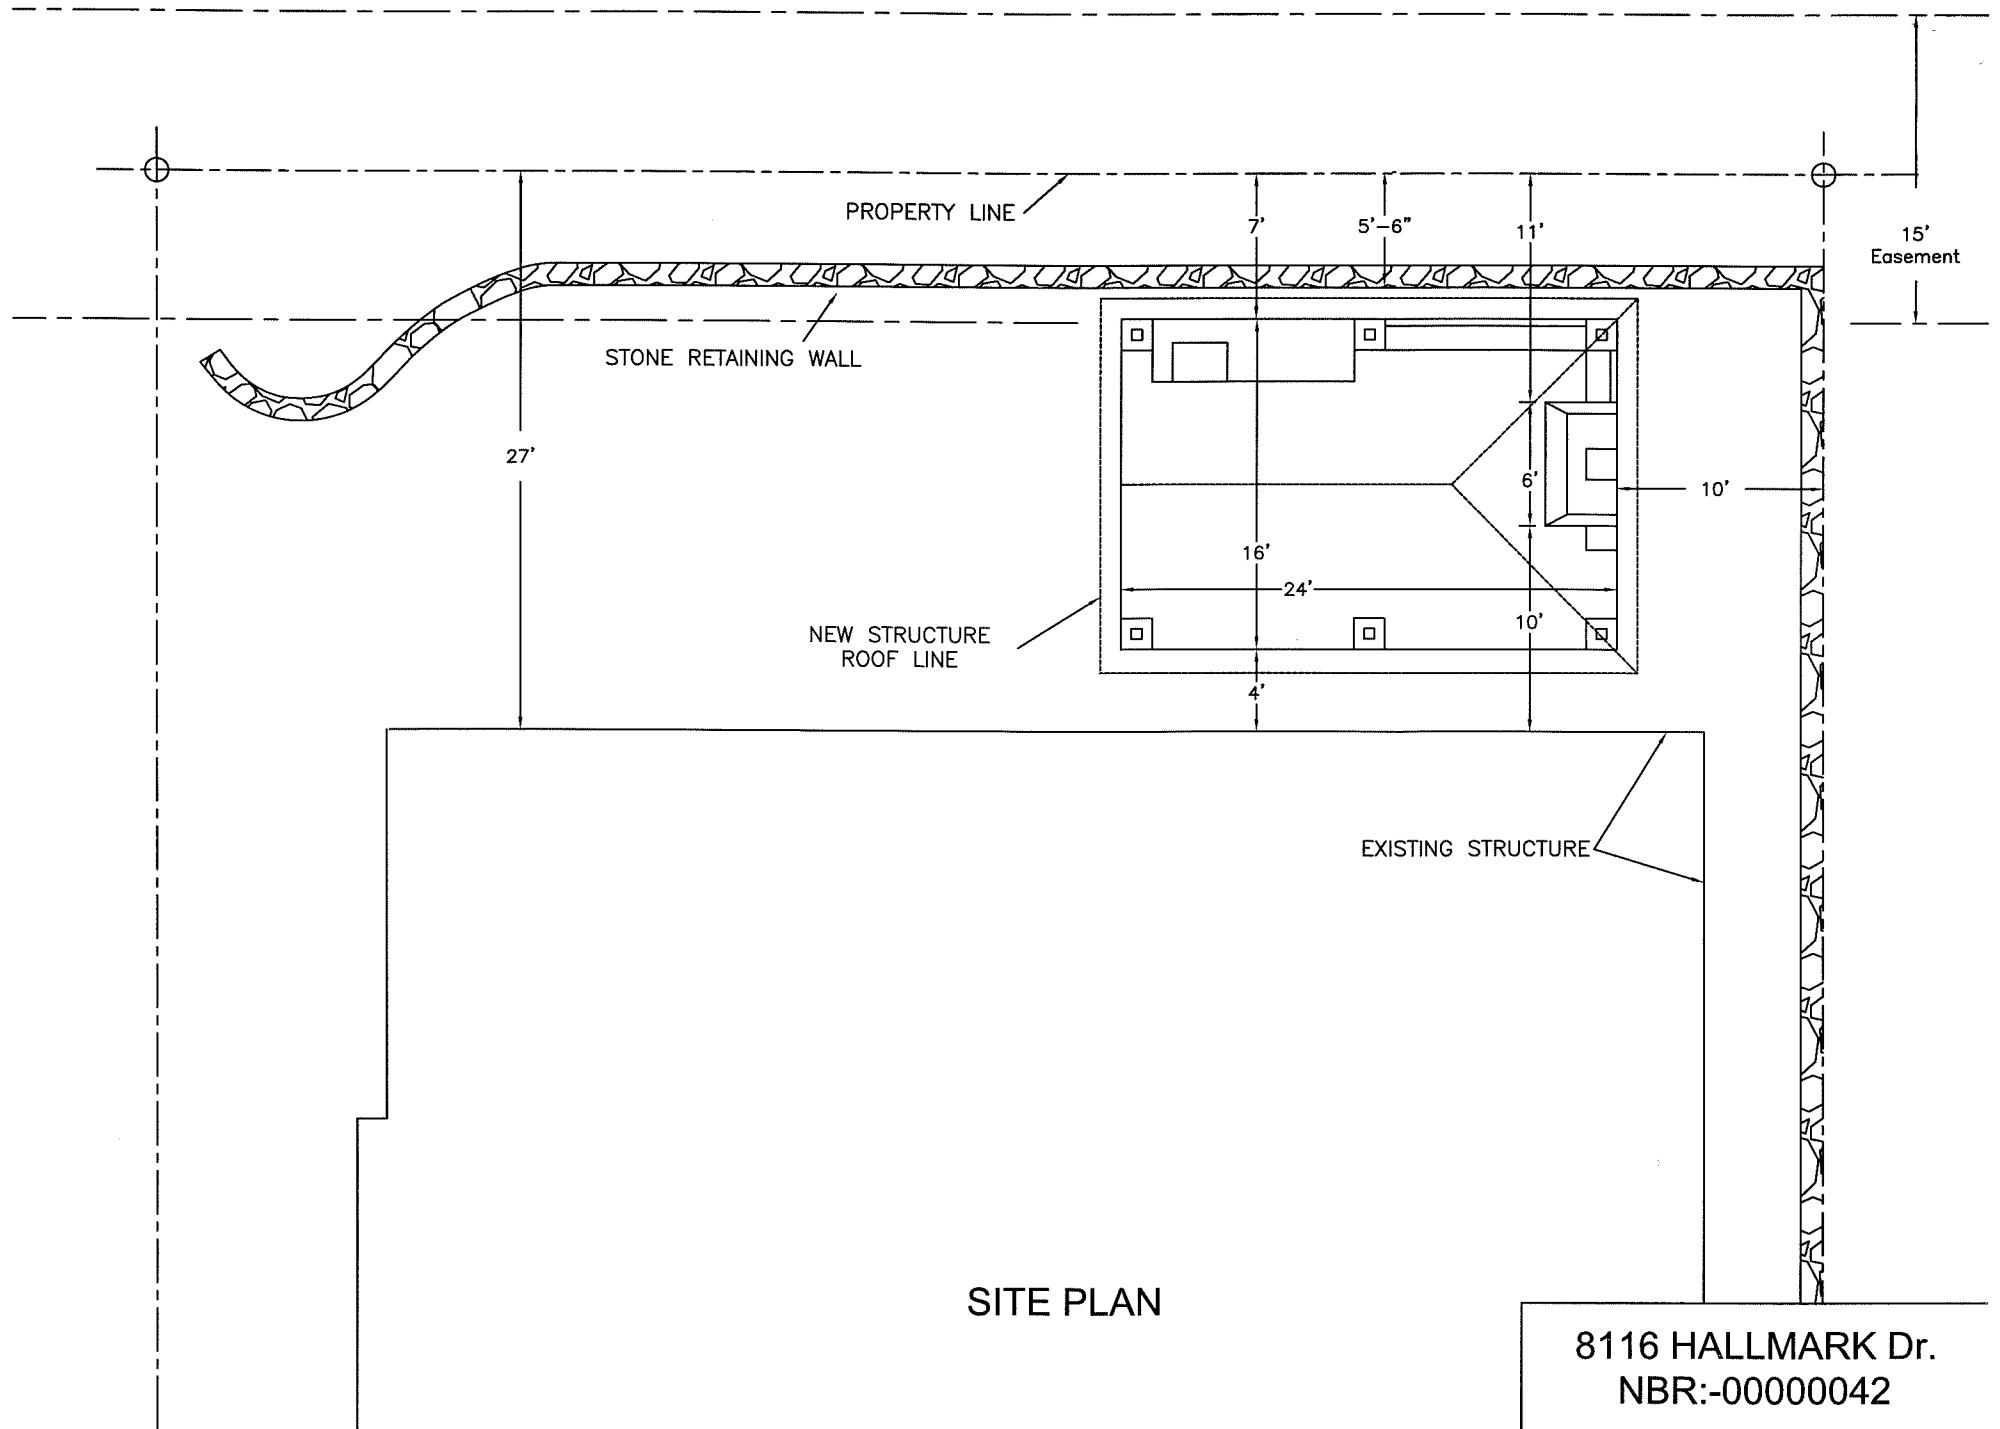 PROPERTY LINE
7'
5'-6"
11'
15'
Easement
STONE RETAINING WALL
27'
6'
10'
16'
24'
10'
NEW STRUCTURE
ROOF LINE
4'
EXISTING STRUCTURE
SITE PLAN
8116 HALLMARK Dr.
NBR:-00000042